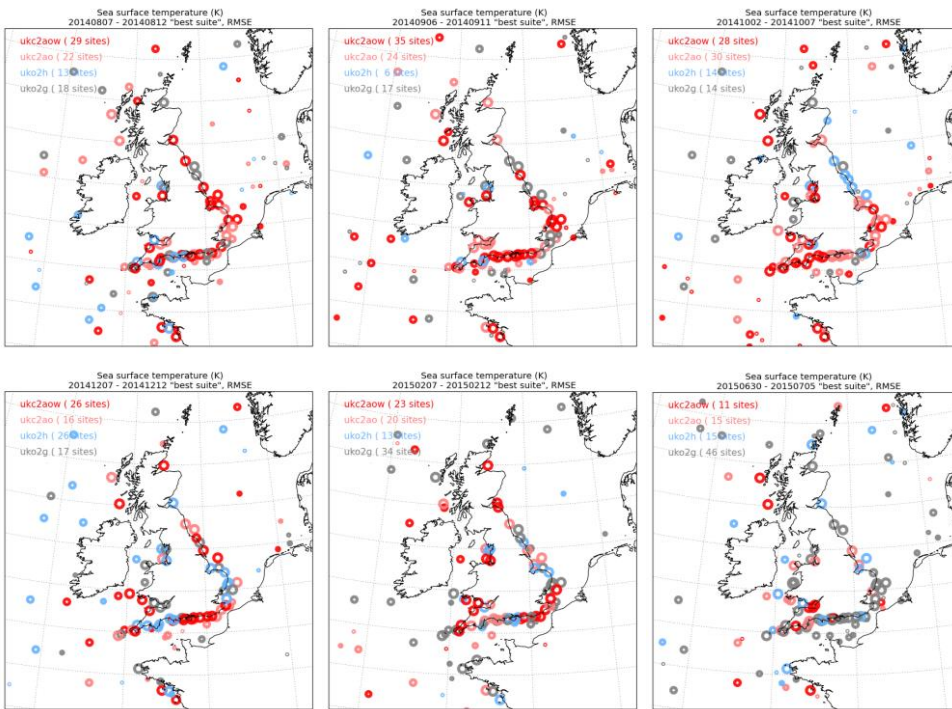 Sea surface temperature (K)
20140807 - 20140812 "best suite", RMSE
ukc2aow ( 29 sites)
ukc2ao ( 22 sites)
uko2h ( 13 sites)
uko2g ( 18 sites)
Sea surface temperature (K)
20140906 - 20140911 "best suite", RMSE
ukc2aow ( 35 sites)
ukc2ao ( 24 sites)
uko2h (  6 sites)
uko2g ( 17 sites)
Sea surface temperature (K)
20141002 - 20141007 "best suite", RMSE
ukc2aow ( 28 sites)
ukc2ao ( 30 sites)
uko2h ( 14 sites)
uko2g ( 14 sites)
Sea surface temperature (K)
20141207 - 20141212 "best suite", RMSE
ukc2aow ( 26 sites)
ukc2ao ( 16 sites)
uko2h ( 26 sites)
uko2g ( 17 sites)
Sea surface temperature (K)
20150207 - 20150212 "best suite", RMSE
ukc2aow ( 23 sites)
ukc2ao ( 20 sites)
uko2h ( 13 sites)
uko2g ( 34 sites)
Sea surface temperature (K)
20150630 - 20150705 "best suite", RMSE
ukc2aow ( 11 sites)
ukc2ao ( 15 sites)
uko2h ( 15 sites)
uko2g ( 46 sites)